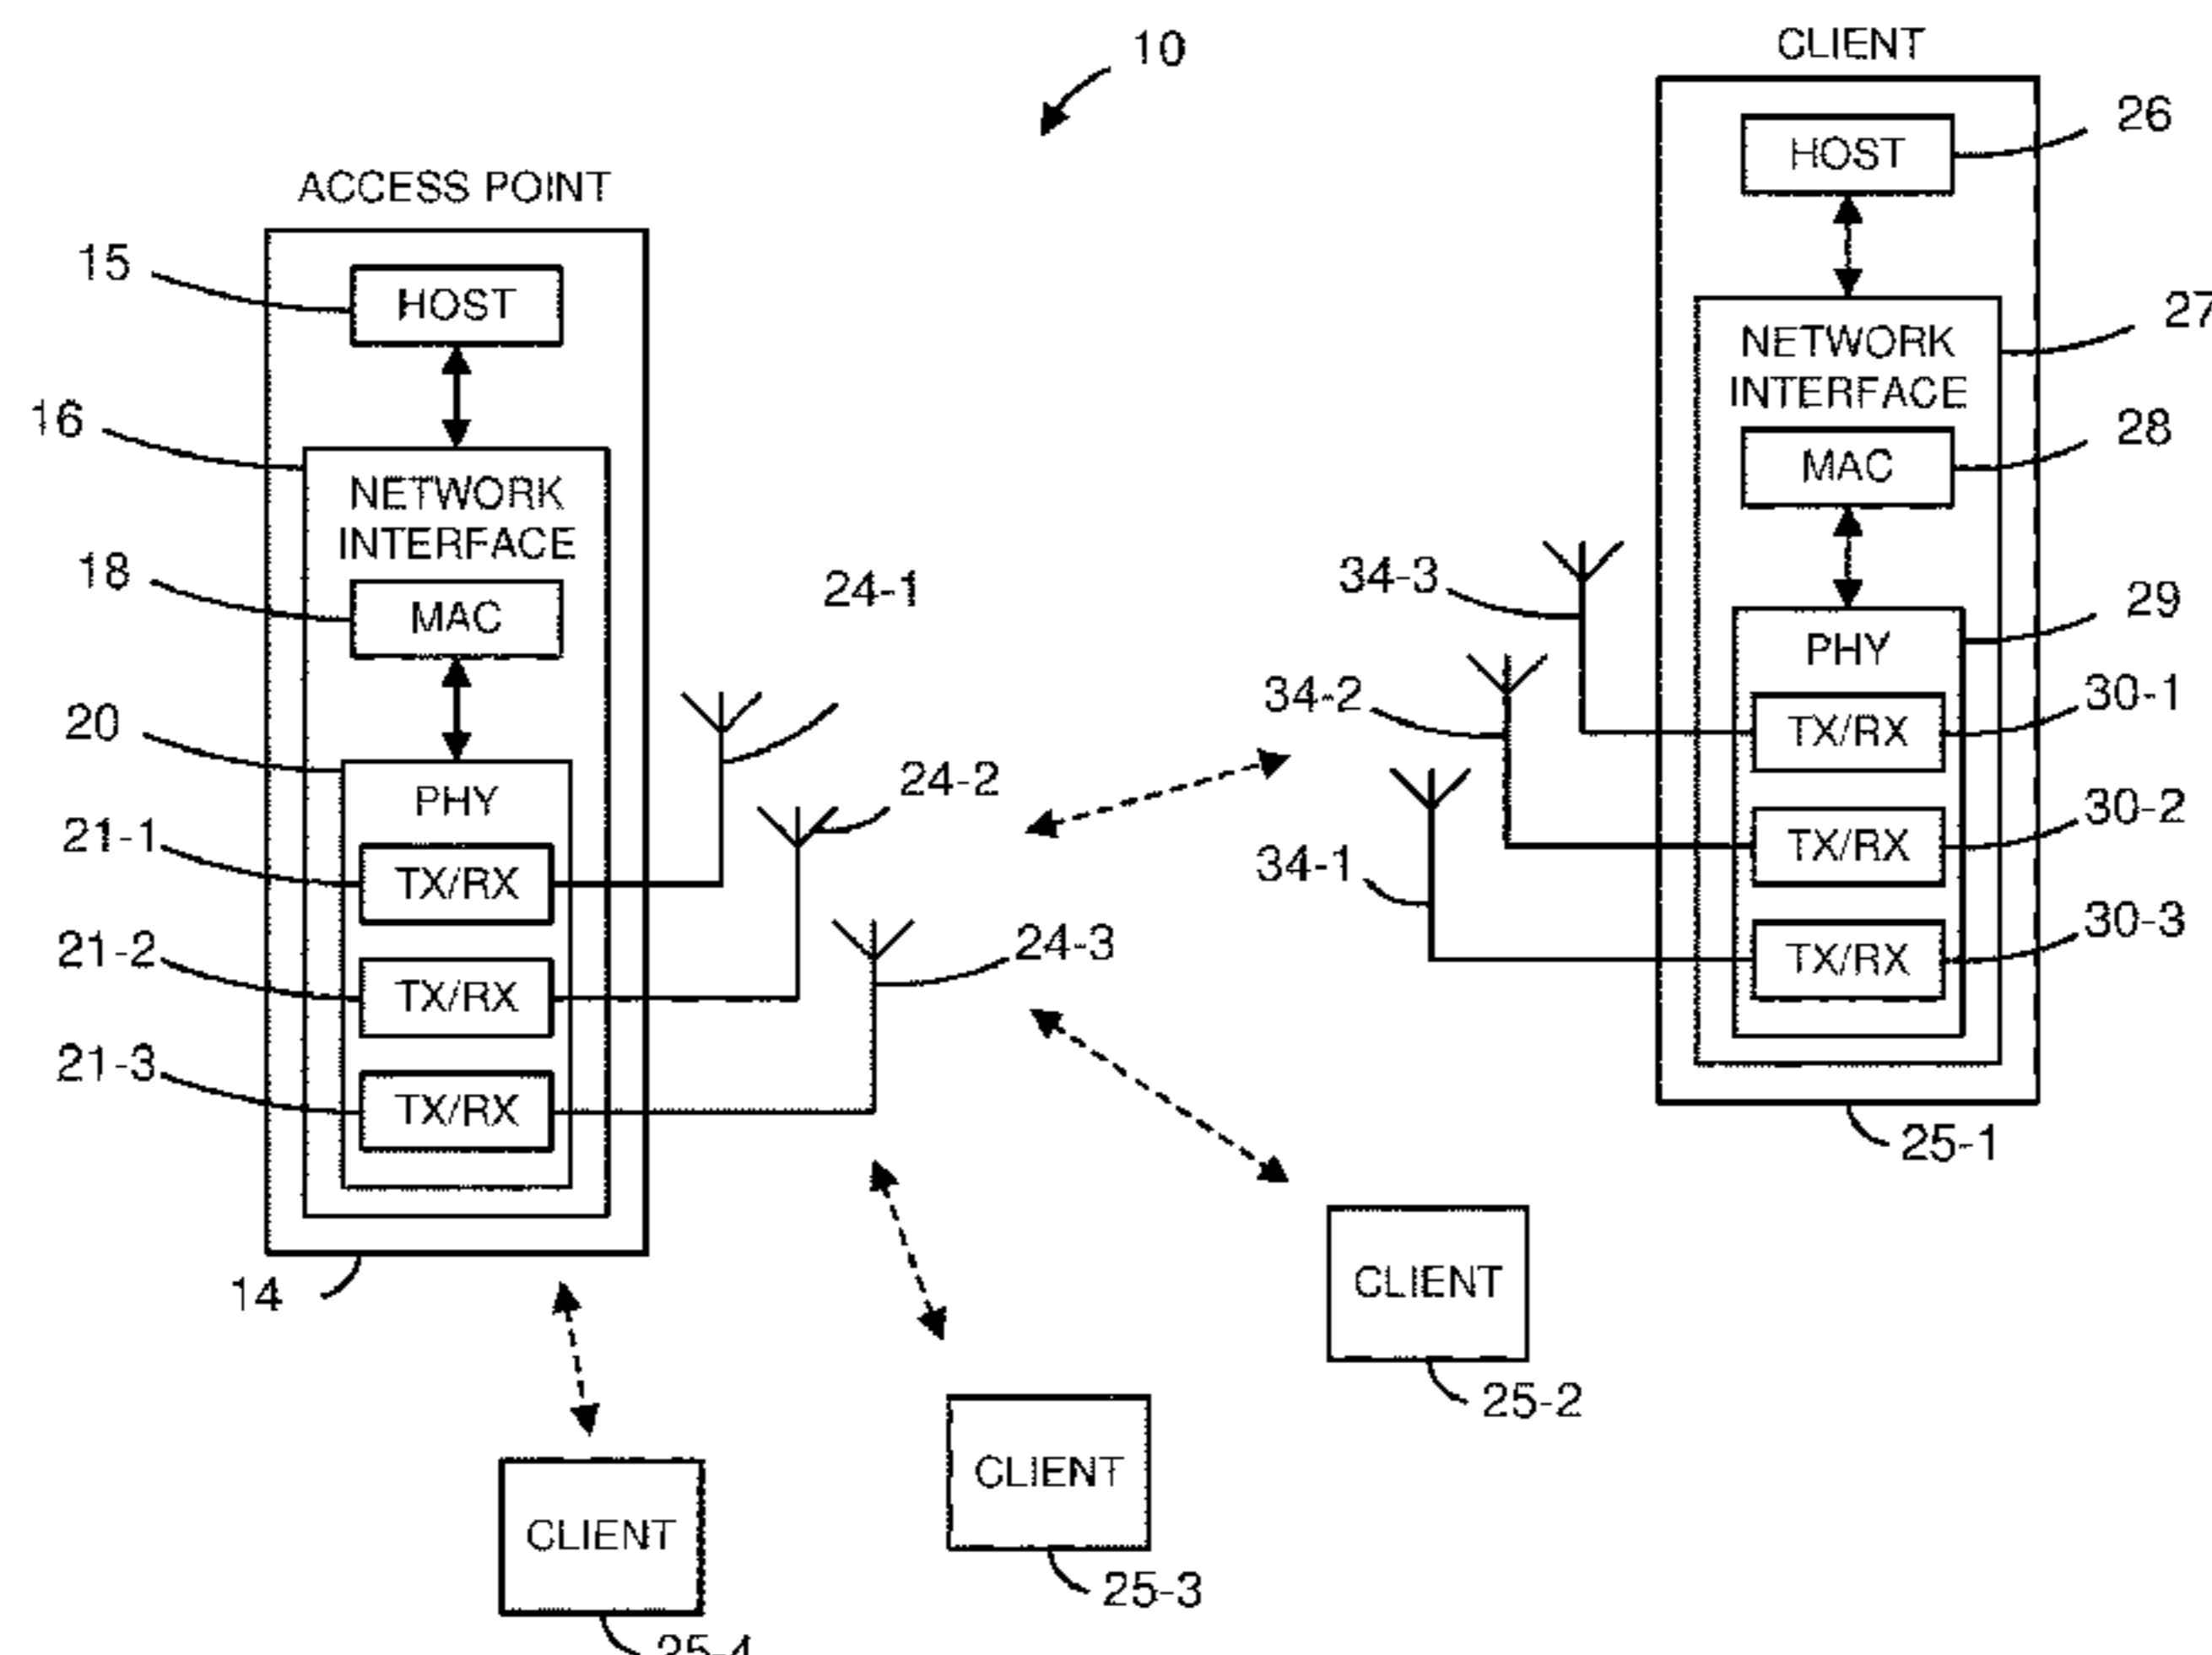 10
CLIENT
HOST
26
ACCESS POINT
15
HOST
27
NETWORK
INTERFACE
16
MAC
28
NETWORK
INTERFACE
18
MAC
24-1
34-3
PHY
29
34-2
TX/RX
30-1
20
PHY
24-2
TX/RX
30-2
21-1
TX/RX
34-1
24-3
TX/RX
30-3
21-2
TX/RX
21-3
TX/RX
25-1
14
CLIENT
25-2
CLIENT
25-3
CLIENT
25-4